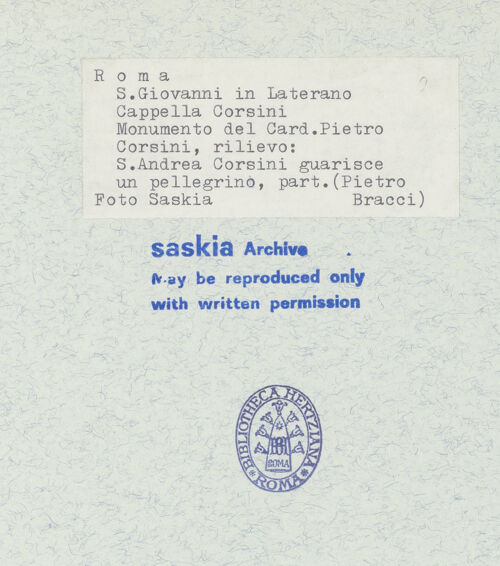 R o m a
S.Giovanni in Laterano
Cappella Corsini
Monumento del Card.Pietro
Corsini, rilievo:
S.Andrea Corsini guarisce
un pellegrino, part.(Pietro
Foto Saskia Bracci)
saskia Archive
May be reproduced only
with written permission
BIBLIOTHECA HERTZIANA
ROMA
ROMA